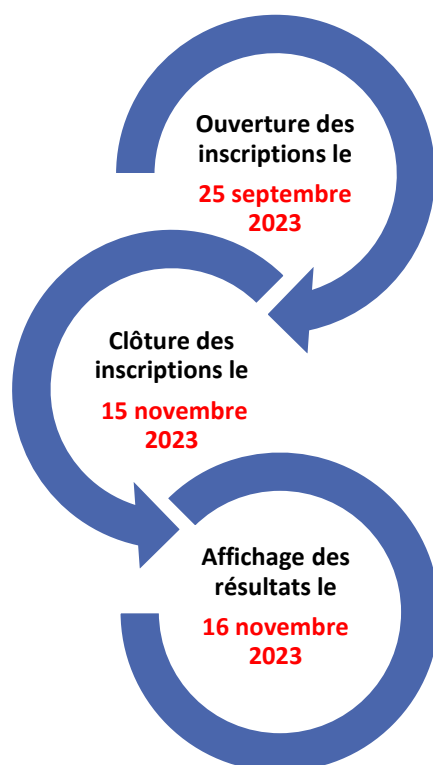 Ouverture des
inscriptions le
25 septembre
2023
Clôture des
inscriptions le
15 novembre
2023
Affichage des
résultats le
16 novembre
2023